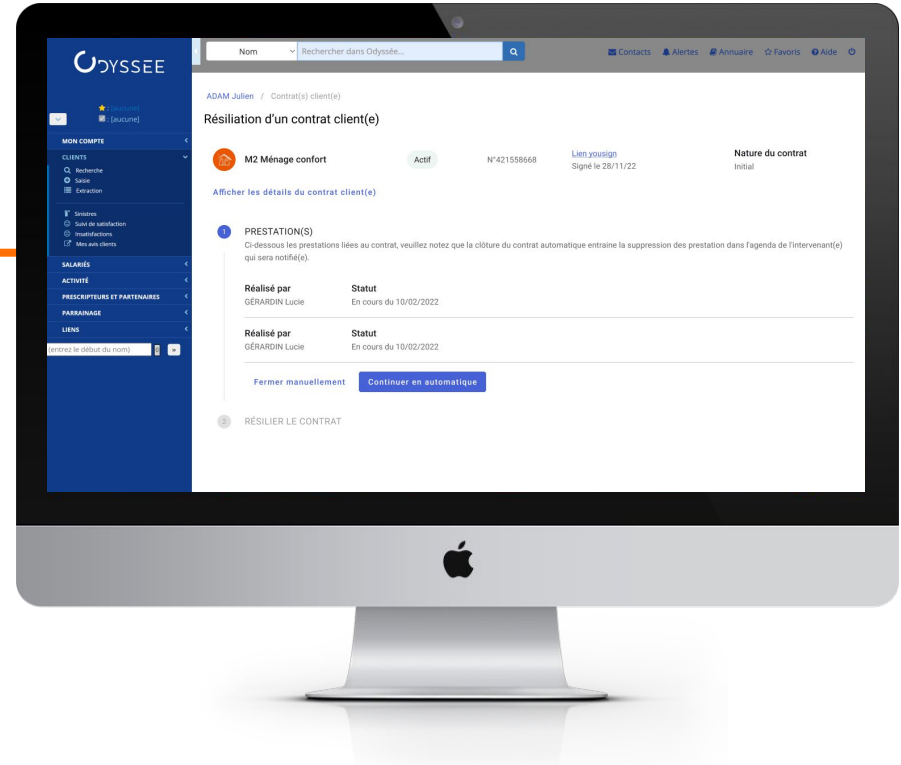 ODYSSEE
: [aucune]
: [aucune]
MON COMPTE
CLIENTS
Recherche
Saisie
Extraction
Sinistres
Suivi de satisfaction
Insatisfactions
Mes avis clients
SALARIÉS
ACTIVITÉ
PRESCRIPTEURS ET PARTENAIRES
PARRAINAGE
LIENS
(entrez le début du nom)
Nom
Rechercher dans Odyssée...
Contacts
Alertes
Annuaire
Favoris
Aide
ADAM Julien / Contrat(s) client(e)
Résiliation d'un contrat client(e)
M2 Ménage confort
Actif
N°421558668
Lien yousign
Signé le 28/11/22
Nature du contrat
Initial
Afficher les détails du contrat client(e)
1 PRESTATION(S)
Ci-dessous les prestations liées au contrat, veuillez notez que la clôture du contrat automatique entraine la suppression des prestation dans l'agenda de l'intervenant(e)
qui sera notifié(e).
Réalisé par Statut
GÉRARDIN Lucie En cours du 10/02/2022
Réalisé par Statut
GÉRARDIN Lucie En cours du 10/02/2022
Fermer manuellement Continuer en automatique
2 RÉSILIER LE CONTRAT